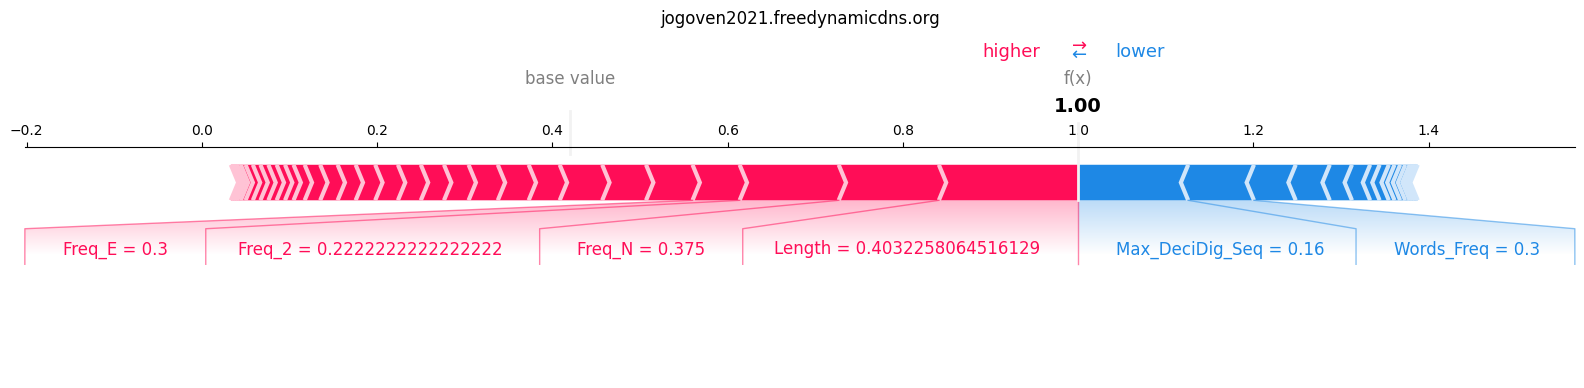 jogoven2021.freedynamicdns.org
higher ⇄ lower
base value f(x)
1.00
−0.2 0.0 0.2 0.4 0.6 0.8 1.0 1.2 1.4
Freq_E = 0.3 Freq_2 = 0.2222222222222222 Freq_N = 0.375 Length = 0.4032258064516129 Max_DeciDig_Seq = 0.16 Words_Freq = 0.3